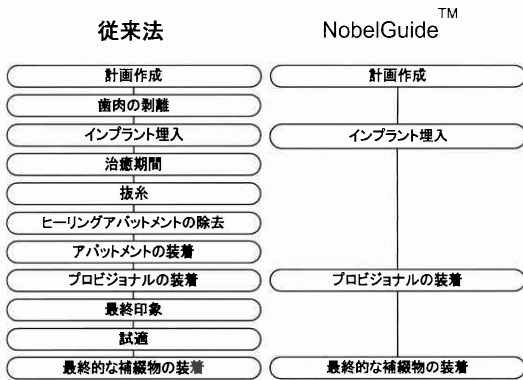 従来法
計画作成
歯肉の剥離
インプラント埋入
治癒期間
抜糸
ヒーリングアバットメントの除去
アバットメントの装着
プロビジョナルの装着
最終印象
試適
最終的な補綴物の装着
NobelGuide™
計画作成
インプラント埋入
プロビジョナルの装着
最終的な補綴物の装着